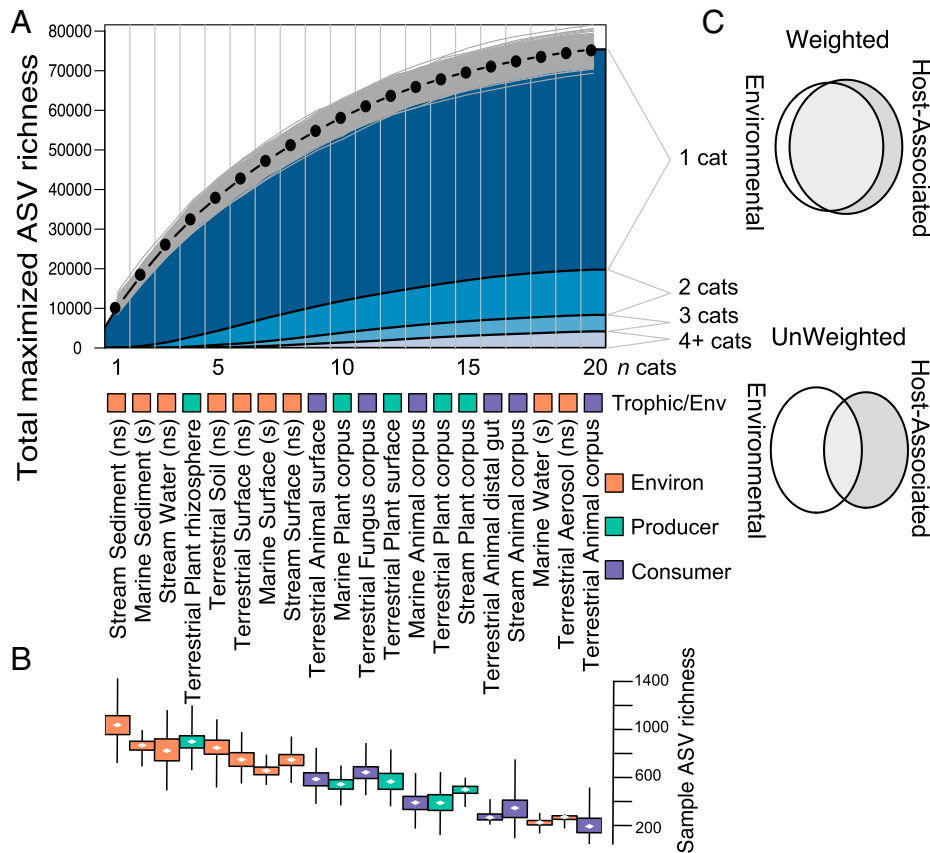 A
Total maximized ASV richness
80000
70000
60000
50000
40000
30000
20000
10000
0
1 5 10 15 20 n cats
1 cat
2 cats
3 cats
4+ cats
Trophic/Env
Stream Sediment (ns)
Marine Sediment (s)
Stream Water (ns)
Terrestrial Plant rhizosphere
Terrestrial Soil (ns)
Terrestrial Surface (ns)
Marine Surface (s)
Stream Surface (ns)
Terrestrial Animal surface
Marine Plant corpus
Terrestrial Fungus corpus
Terrestrial Plant surface
Marine Animal corpus
Terrestrial Plant corpus
Stream Plant corpus
Terrestrial Animal distal gut
Stream Animal corpus
Marine Water (s)
Terrestrial Aerosol (ns)
Terrestrial Animal corpus
Environ
Producer
Consumer
B
1400
1000
600
200
Sample ASV richness
C
Weighted
Environmental
Host-Associated
UnWeighted
Environmental
Host-Associated